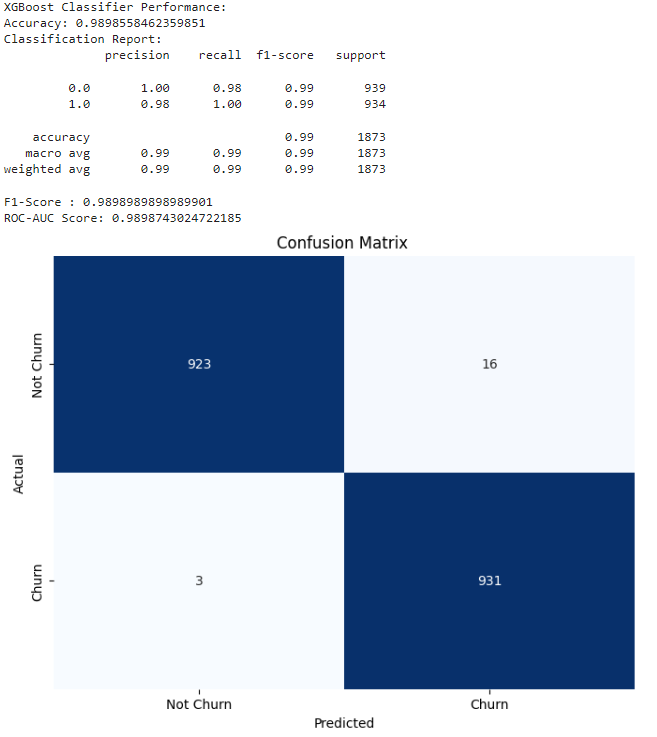 XGBoost Classifier Performance:
Accuracy: 0.9898558462359851
Classification Report:
precision recall f1-score support
0.0 1.00 0.98 0.99 939
1.0 0.98 1.00 0.99 934
accuracy 0.99 1873
macro avg 0.99 0.99 0.99 1873
weighted avg 0.99 0.99 0.99 1873
F1-Score : 0.9898989898989901
ROC-AUC Score: 0.9898743024722185
Confusion Matrix
Not Churn
923 16
Actual
Churn
3 931
Not Churn Churn
Predicted